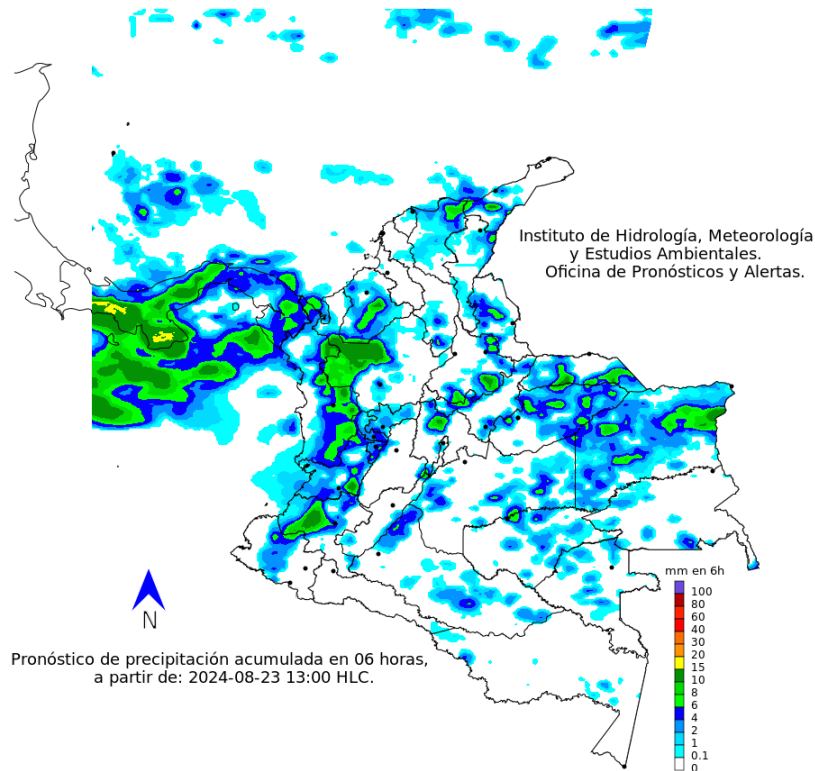 Instituto de Hidrología, Meteorología
y Estudios Ambientales.
Oficina de Pronósticos y Alertas.
N
Pronóstico de precipitación acumulada en 06 horas,
a partir de: 2024-08-23 13:00 HLC.
mm en 6h
100
80
60
40
30
20
15
10
8
6
4
2
1
0.1
0